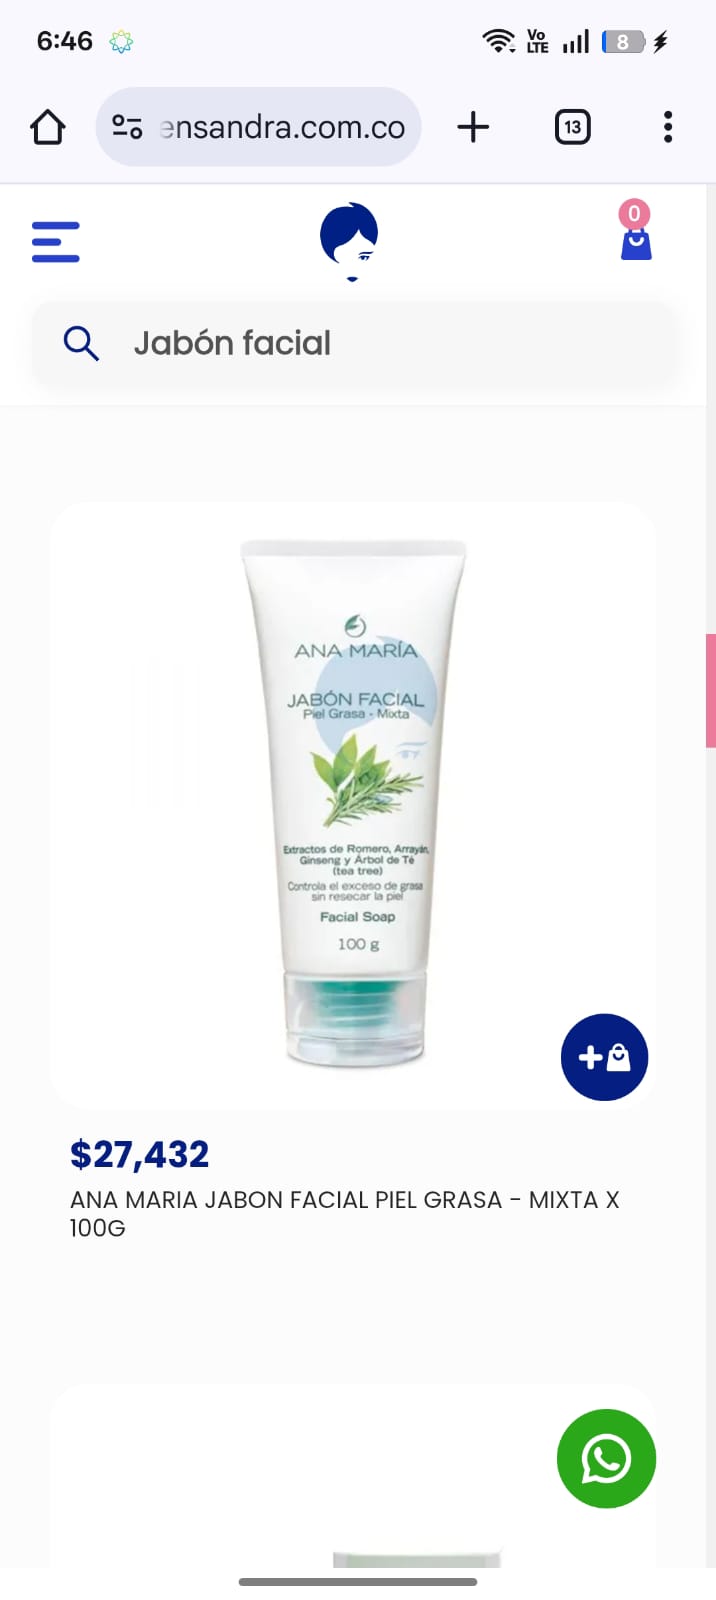 6:46
Vo
LTE
8
ensandra.com.co
13
0
Jabón facial
ANA MARÍA
JABÓN FACIAL
Piel Grasa - Mixta
Extractos de Romero, Arrayán,
Ginseng y Árbol de Té
(tea tree)
Controla el exceso de grasa
sin resecar la piel
Facial Soap
100 g
$27,432
ANA MARIA JABON FACIAL PIEL GRASA - MIXTA X
100G